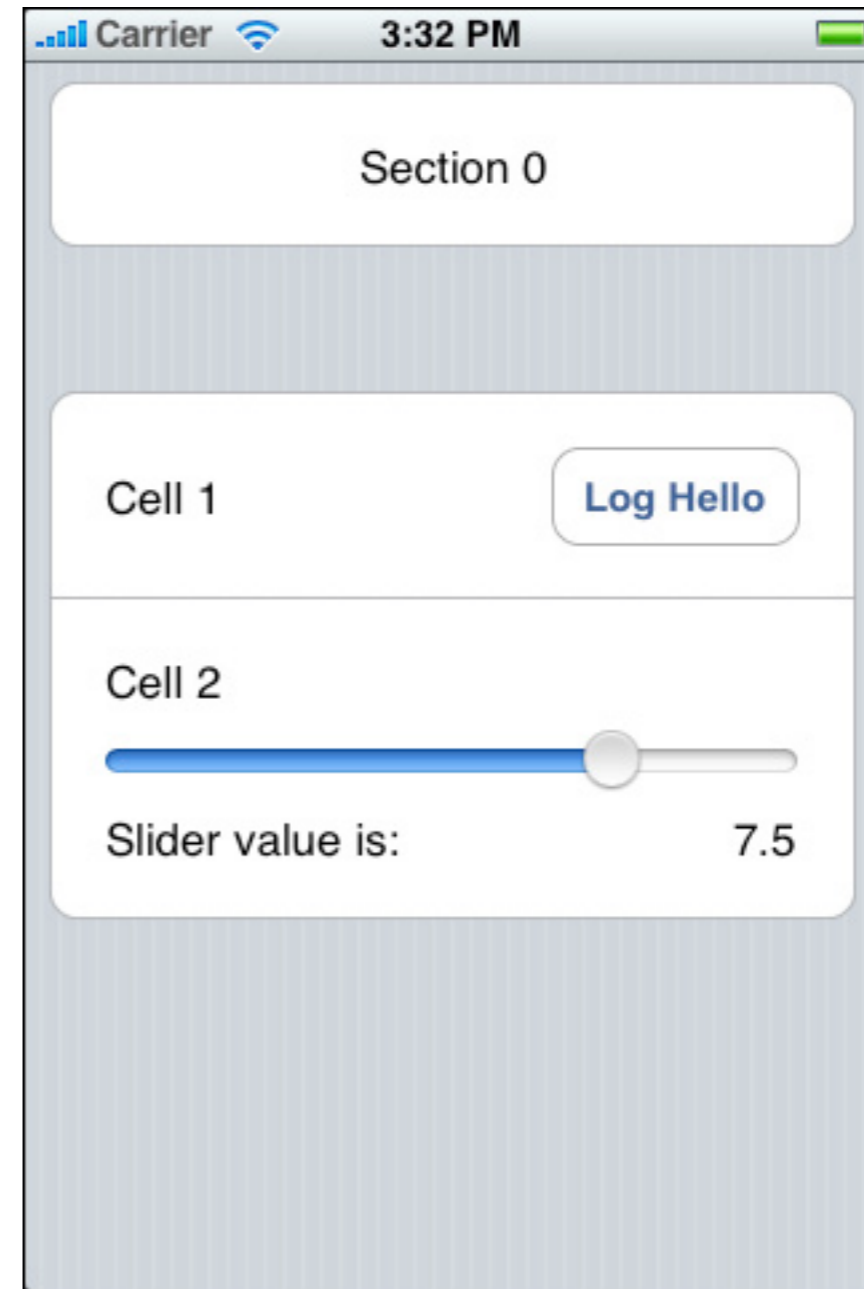 Carrier 3:32 PM
Section 0
Cell 1 Log Hello
Cell 2
Slider value is: 7.5